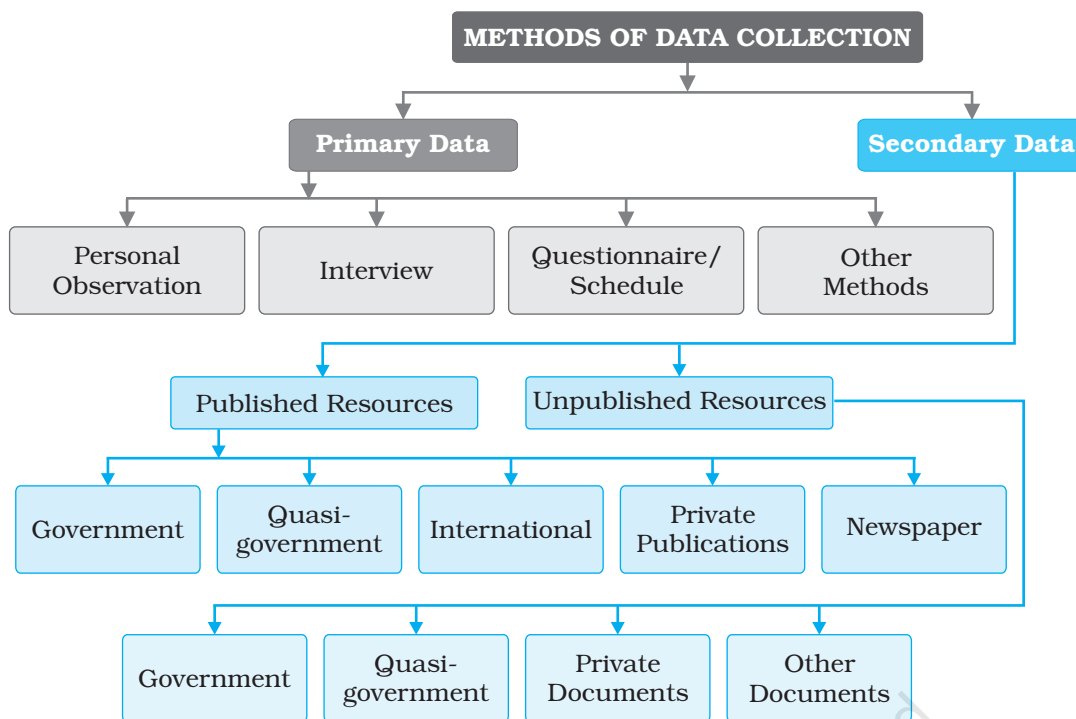 METHODS OF DATA COLLECTION
Primary Data
Secondary Data
Personal
Observation
Interview
Questionnaire/
Schedule
Other
Methods
Published Resources
Unpublished Resources
Government
Quasi-
government
International
Private
Publications
Newspaper
Government
Quasi-
government
Private
Documents
Other
Documents